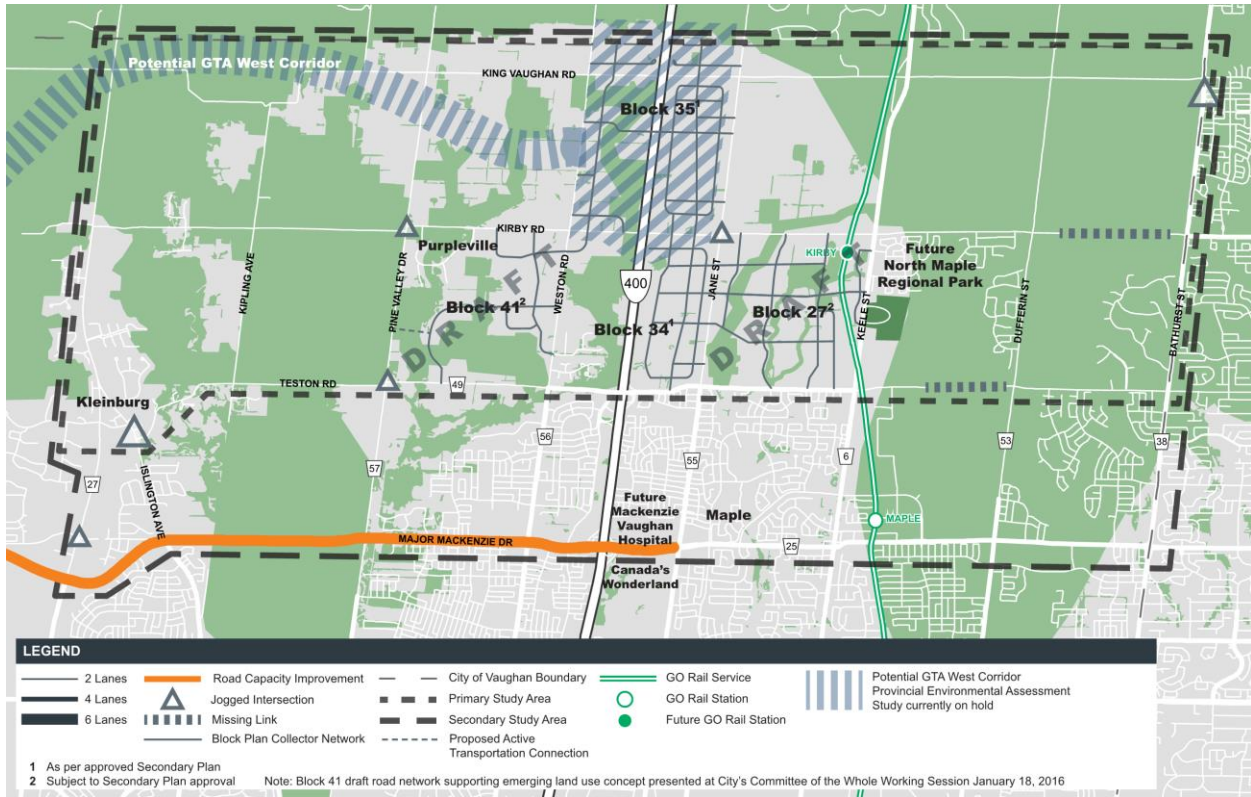 Potential GTA West Corridor
KING VAUGHAN RD
Block 35¹
KIPLING AVE
PINE VALLEY DR
Purpleville
KIRBY RD
WESTON RD
400
JANE ST
KIRBY
Future
North Maple
Regional Park
DUFFERIN ST
BATHURST ST
Block 41²
DRAFT
Block 34¹
Block 27²
DRAFT
KEELE ST
TESTON RD
49
Kleinburg
ISLINGTON AVE
27
57
56
55
6
53
38
Future
Mackenzie
Vaughan
Hospital
Maple
MAPLE
MAJOR MACKENZIE DR
25
Canada's
Wonderland
LEGEND
2 Lanes
4 Lanes
6 Lanes
Road Capacity Improvement
Jogged Intersection
Missing Link
Block Plan Collector Network
City of Vaughan Boundary
Primary Study Area
Secondary Study Area
Proposed Active
Transportation Connection
GO Rail Service
GO Rail Station
Future GO Rail Station
Potential GTA West Corridor
Provincial Environmental Assessment
Study currently on hold
1 As per approved Secondary Plan
2 Subject to Secondary Plan approval
Note: Block 41 draft road network supporting emerging land use concept presented at City's Committee of the Whole Working Session January 18, 2016